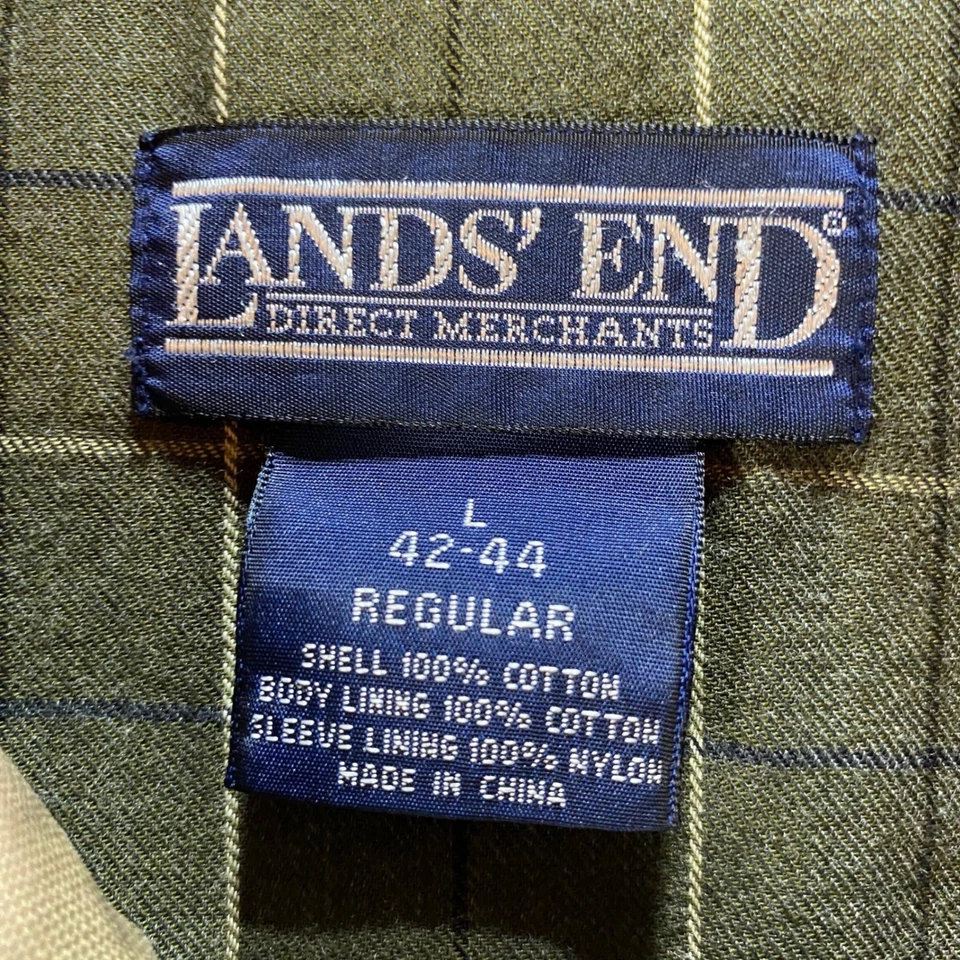 LANDS' END®
DIRECT MERCHANTS
L
42-44
REGULAR
SHELL 100% COTTON
BODY LINING 100% COTTON
SLEEVE LINING 100% NYLON
MADE IN CHINA